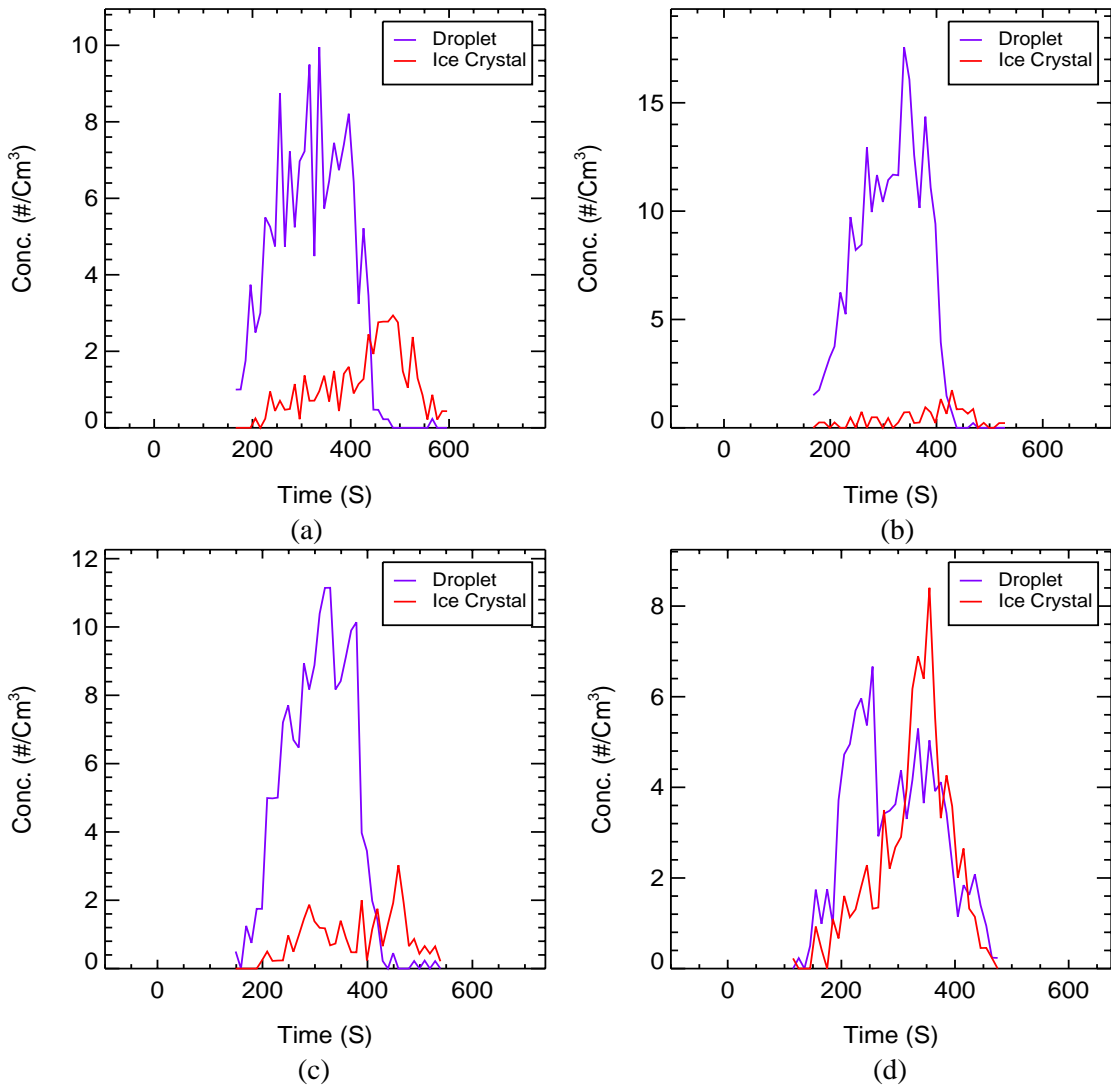 Droplet
Ice Crystal
10
8
6
4
2
0
Conc. (#/Cm³)
0 200 400 600
Time (S)
(a)
Droplet
Ice Crystal
15
10
5
0
Conc. (#/Cm³)
0 200 400 600
Time (S)
(b)
Droplet
Ice Crystal
12
10
8
6
4
2
0
Conc. (#/Cm³)
0 200 400 600
Time (S)
(c)
Droplet
Ice Crystal
8
6
4
2
0
Conc. (#/Cm³)
0 200 400 600
Time (S)
(d)